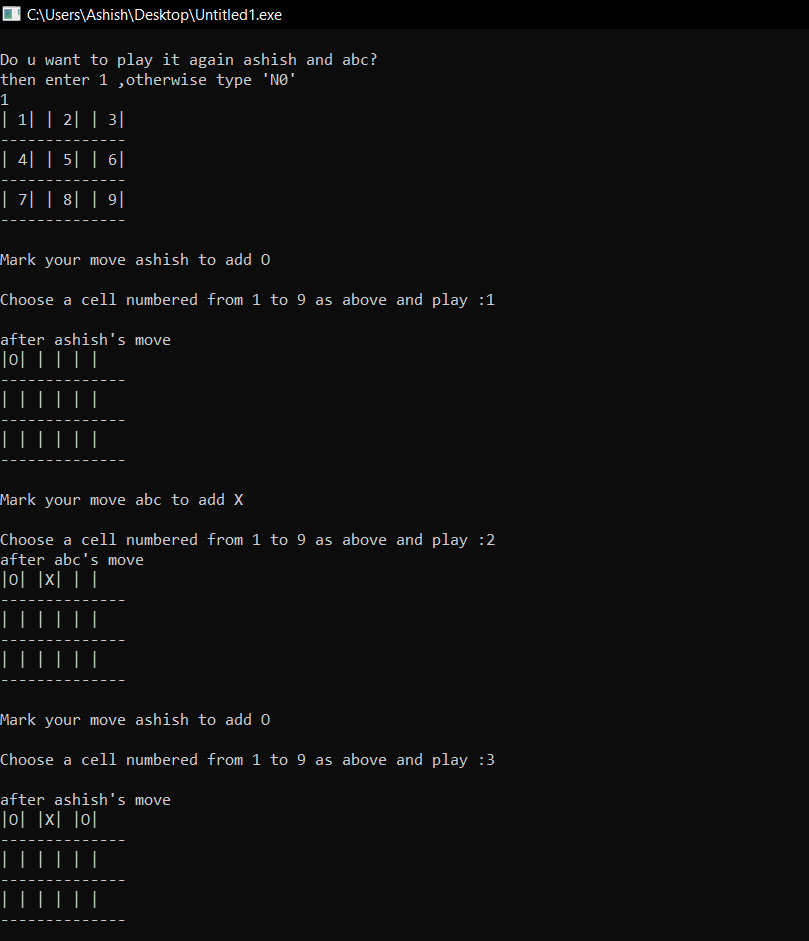 C:\Users\Ashish\Desktop\Untitled1.exe
Do u want to play it again ashish and abc?
then enter 1 ,otherwise type 'N0'
1
| 1| | 2| | 3|
--------------
| 4| | 5| | 6|
--------------
| 7| | 8| | 9|
--------------
Mark your move ashish to add O
Choose a cell numbered from 1 to 9 as above and play :1
after ashish's move
|O| | | | |
--------------
| | | | | |
--------------
| | | | | |
--------------
Mark your move abc to add X
Choose a cell numbered from 1 to 9 as above and play :2
after abc's move
|O| |X| | |
--------------
| | | | | |
--------------
| | | | | |
--------------
Mark your move ashish to add O
Choose a cell numbered from 1 to 9 as above and play :3
after ashish's move
|O| |X| |O|
--------------
| | | | | |
--------------
| | | | | |
--------------